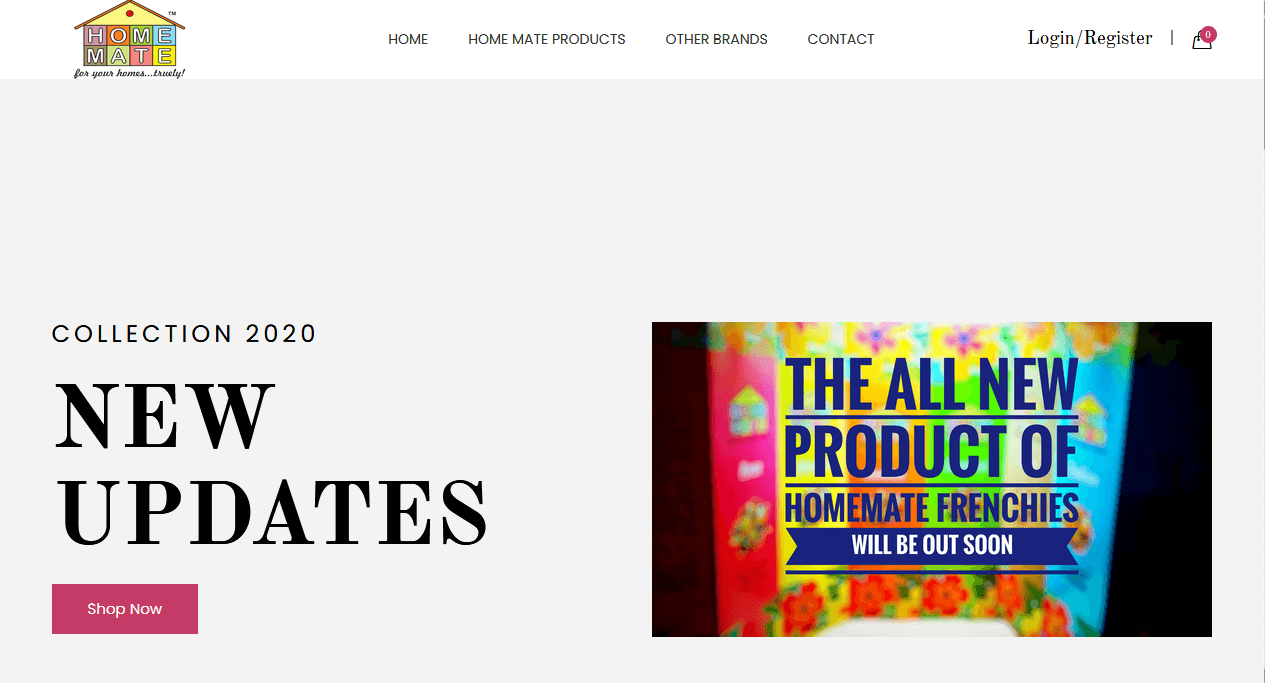 HOME
MATE
TM
for your homes...truely!
HOME
HOME MATE PRODUCTS
OTHER BRANDS
CONTACT
Login/Register
|
0
COLLECTION 2020
NEW
UPDATES
Shop Now
THE ALL NEW
PRODUCT OF
HOMEMATE FRENCHIES
WILL BE OUT SOON